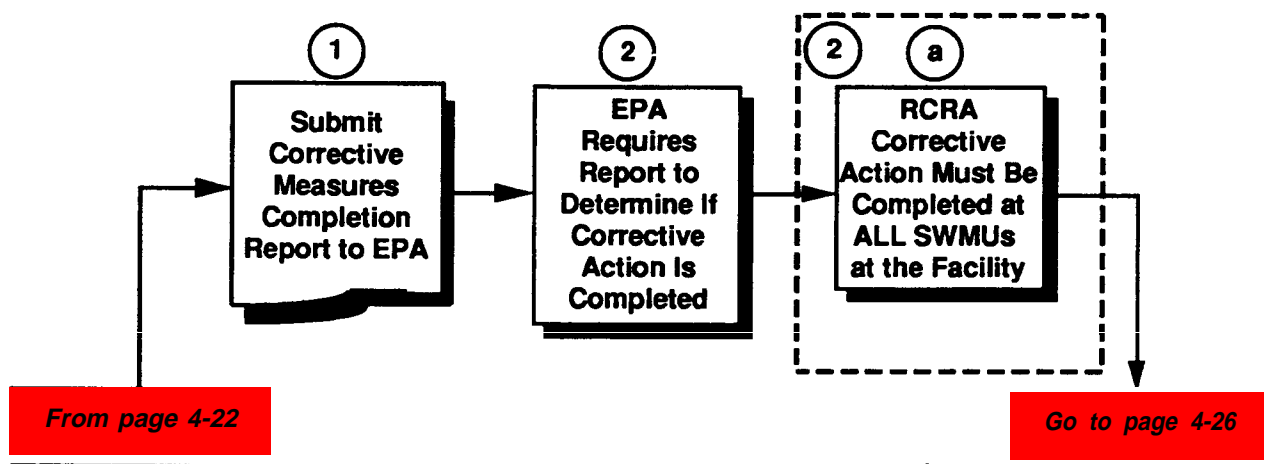 1
Submit
Corrective
Measures
Completion
Report to EPA
2
EPA
Requires
Report to
Determine If
Corrective
Action Is
Completed
2 a
RCRA
Corrective
Action Must Be
Completed at
ALL SWMUs
at the Facility
From page 4-22
Go to page 4-26